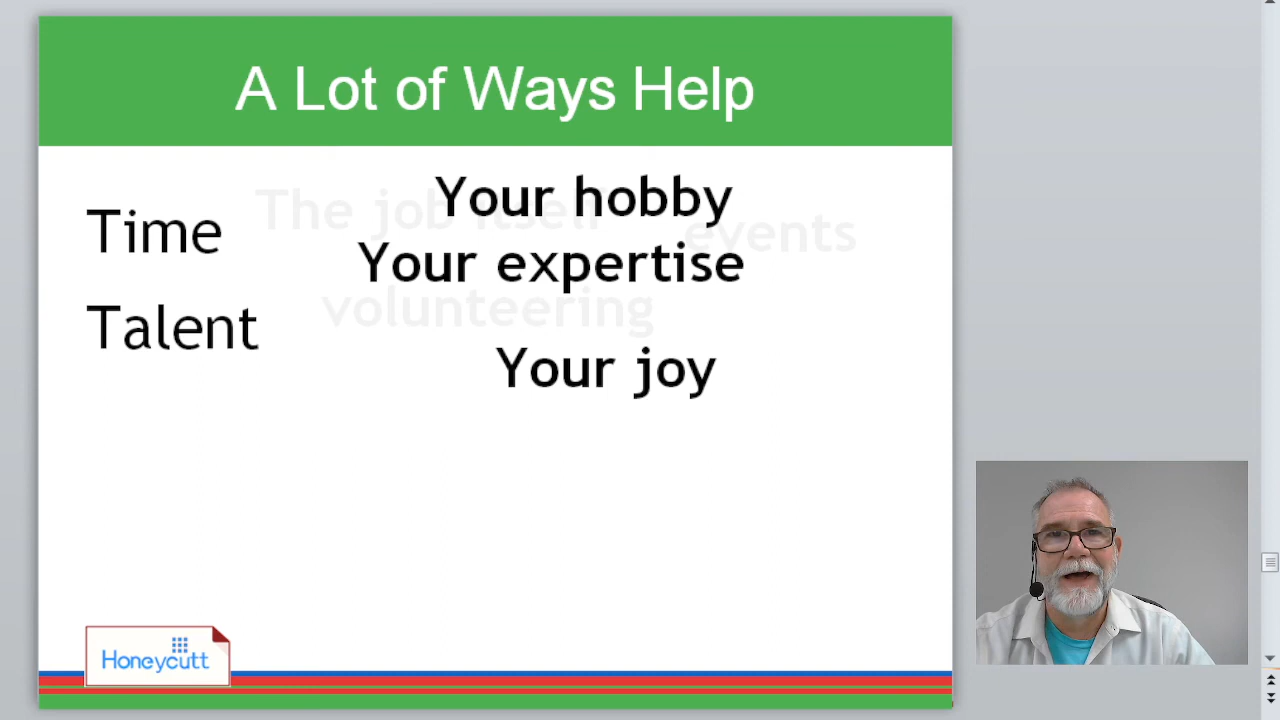 A Lot of Ways Help
Time
The job itself
Your hobby
events
Your expertise
volunteering
Talent
Your joy
Honeycutt